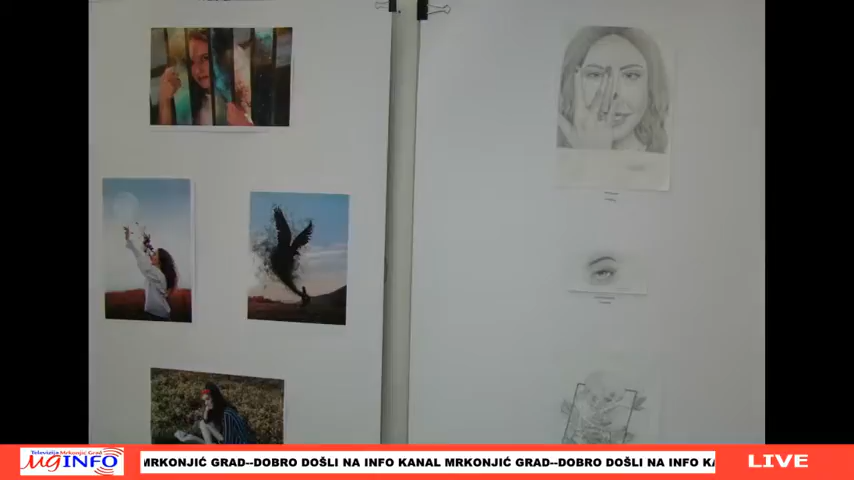 Televizija Mrkonjić Grad
MGINFO
MRKONJIĆ GRAD--DOBRO DOŠLI NA INFO KANAL MRKONJIĆ GRAD--DOBRO DOŠLI NA INFO KA
LIVE